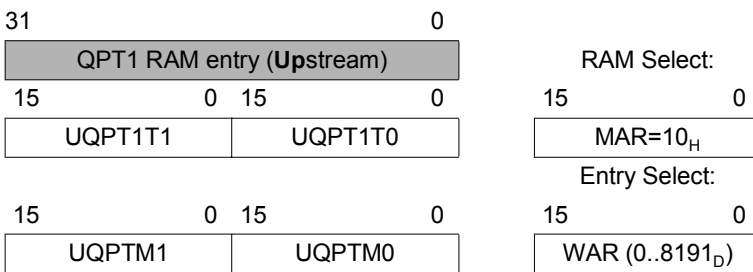 31 0
QPT1 RAM entry (Upstream) RAM Select:
15 0 15 0 15 0
UQPT1T1 UQPT1T0 MAR=10H
Entry Select:
15 0 15 0 15 0
UQPTM1 UQPTM0 WAR (0..8191D)